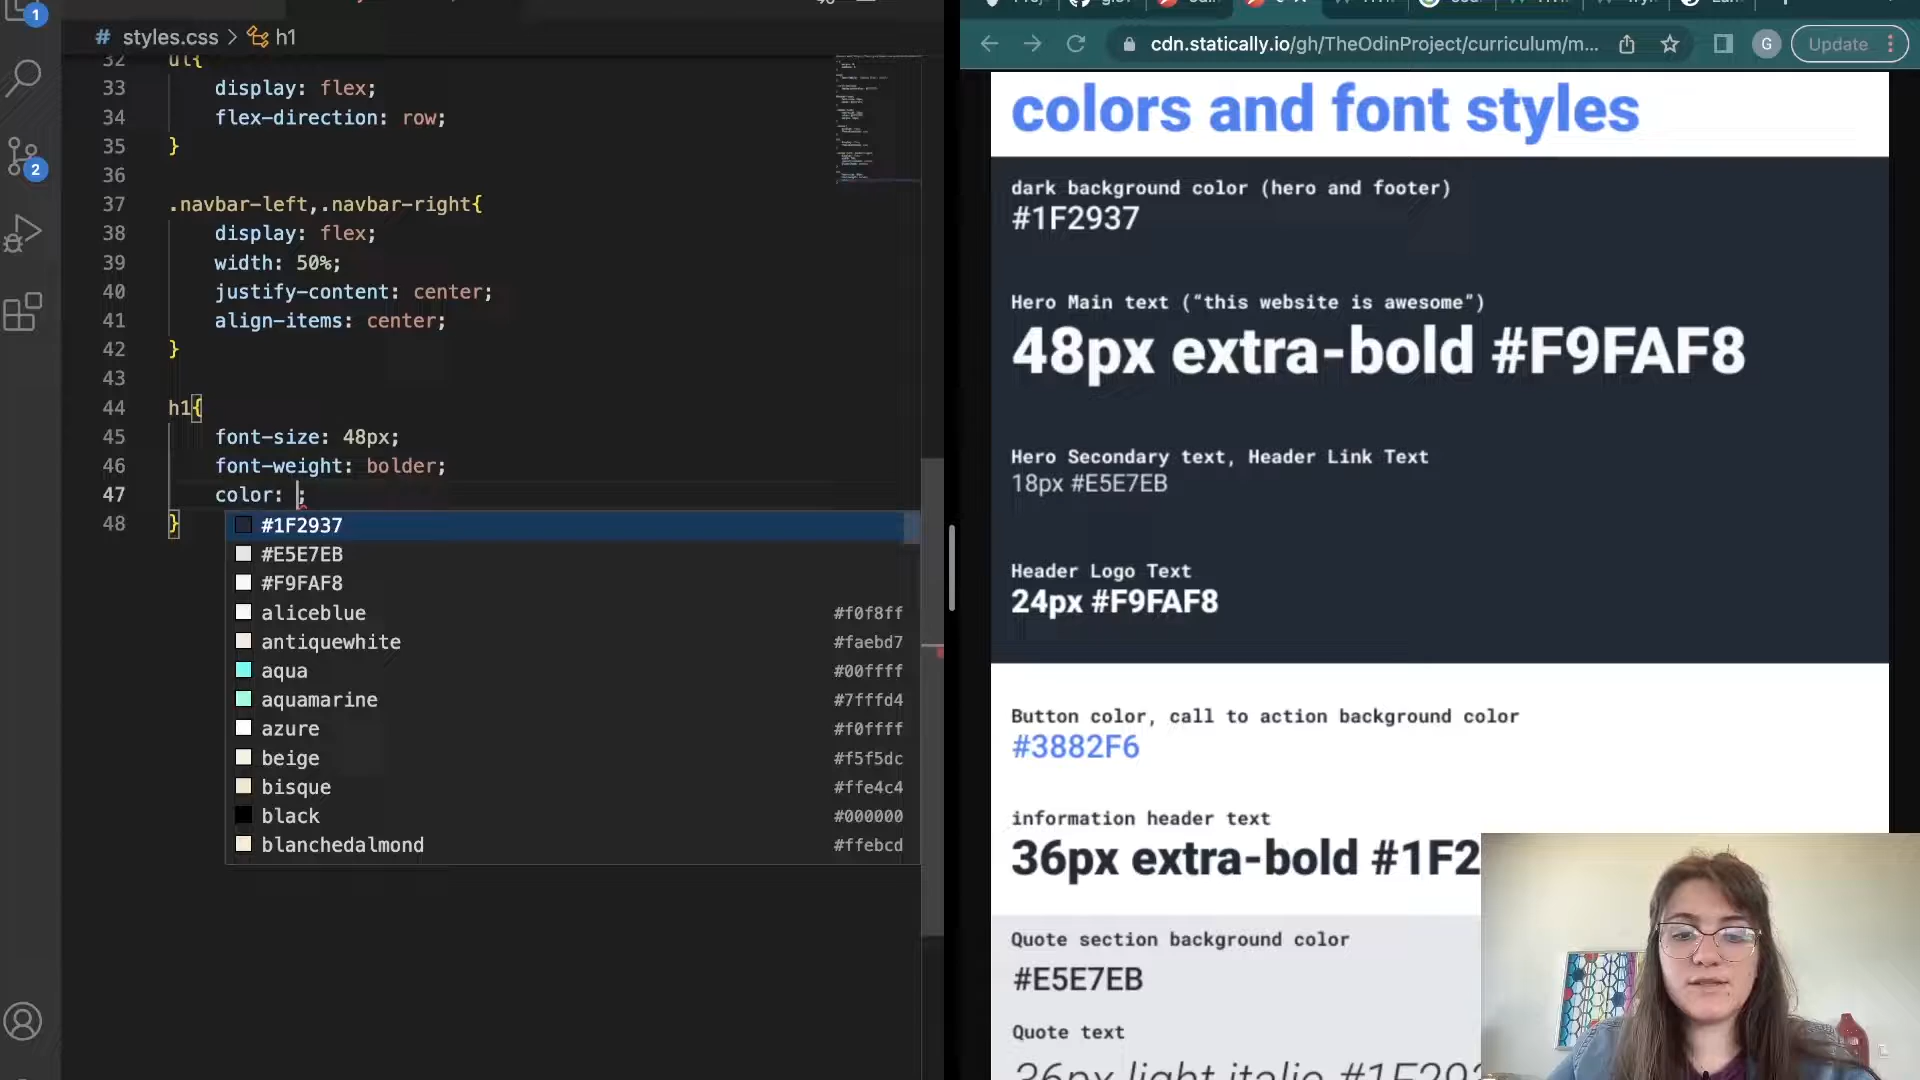 1
2
# styles.css > h1
32 ul{
33 display: flex;
34 flex-direction: row;
35 }
36
37 .navbar-left,.navbar-right{
38 display: flex;
39 width: 50%;
40 justify-content: center;
41 align-items: center;
42 }
43
44 h1{
45 font-size: 48px;
46 font-weight: bolder;
47 color: ;
48 }
#1F2937
#E5E7EB
#F9FAF8
aliceblue #f0f8ff
antiquewhite #faebd7
aqua #00ffff
aquamarine #7fffd4
azure #f0ffff
beige #f5f5dc
bisque #ffe4c4
black #000000
blanchedalmond #ffebcd
cdn.statically.io/gh/TheOdinProject/curriculum/m...
G
Update
colors and font styles
dark background color (hero and footer)
#1F2937
Hero Main text (“this website is awesome”)
48px extra-bold #F9FAF8
Hero Secondary text, Header Link Text
18px #E5E7EB
Header Logo Text
24px #F9FAF8
Button color, call to action background color
#3882F6
information header text
36px extra-bold #1F2
Quote section background color
#E5E7EB
Quote text
36px light italic #1F292